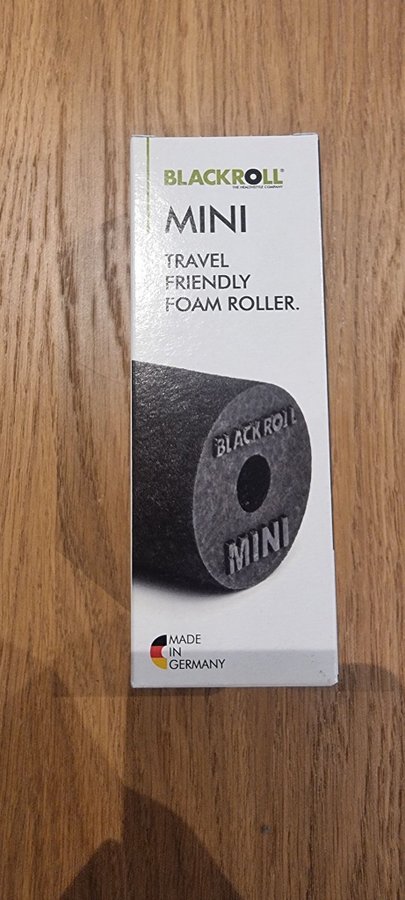 BLACKROLL®
THE HEALTHSTYLE COMPANY
MINI
TRAVEL
FRIENDLY
FOAM ROLLER.
BLACKROLL
MINI
MADE
IN
GERMANY